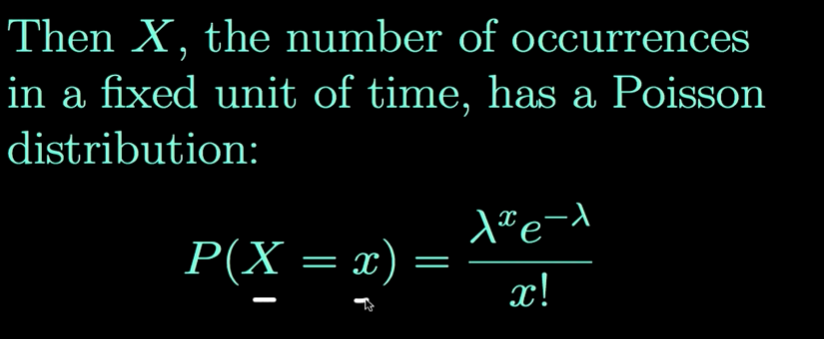 Then X, the number of occurrences
in a fixed unit of time, has a Poisson
distribution:
P(X = x) = λ^x e^{−λ} / x!